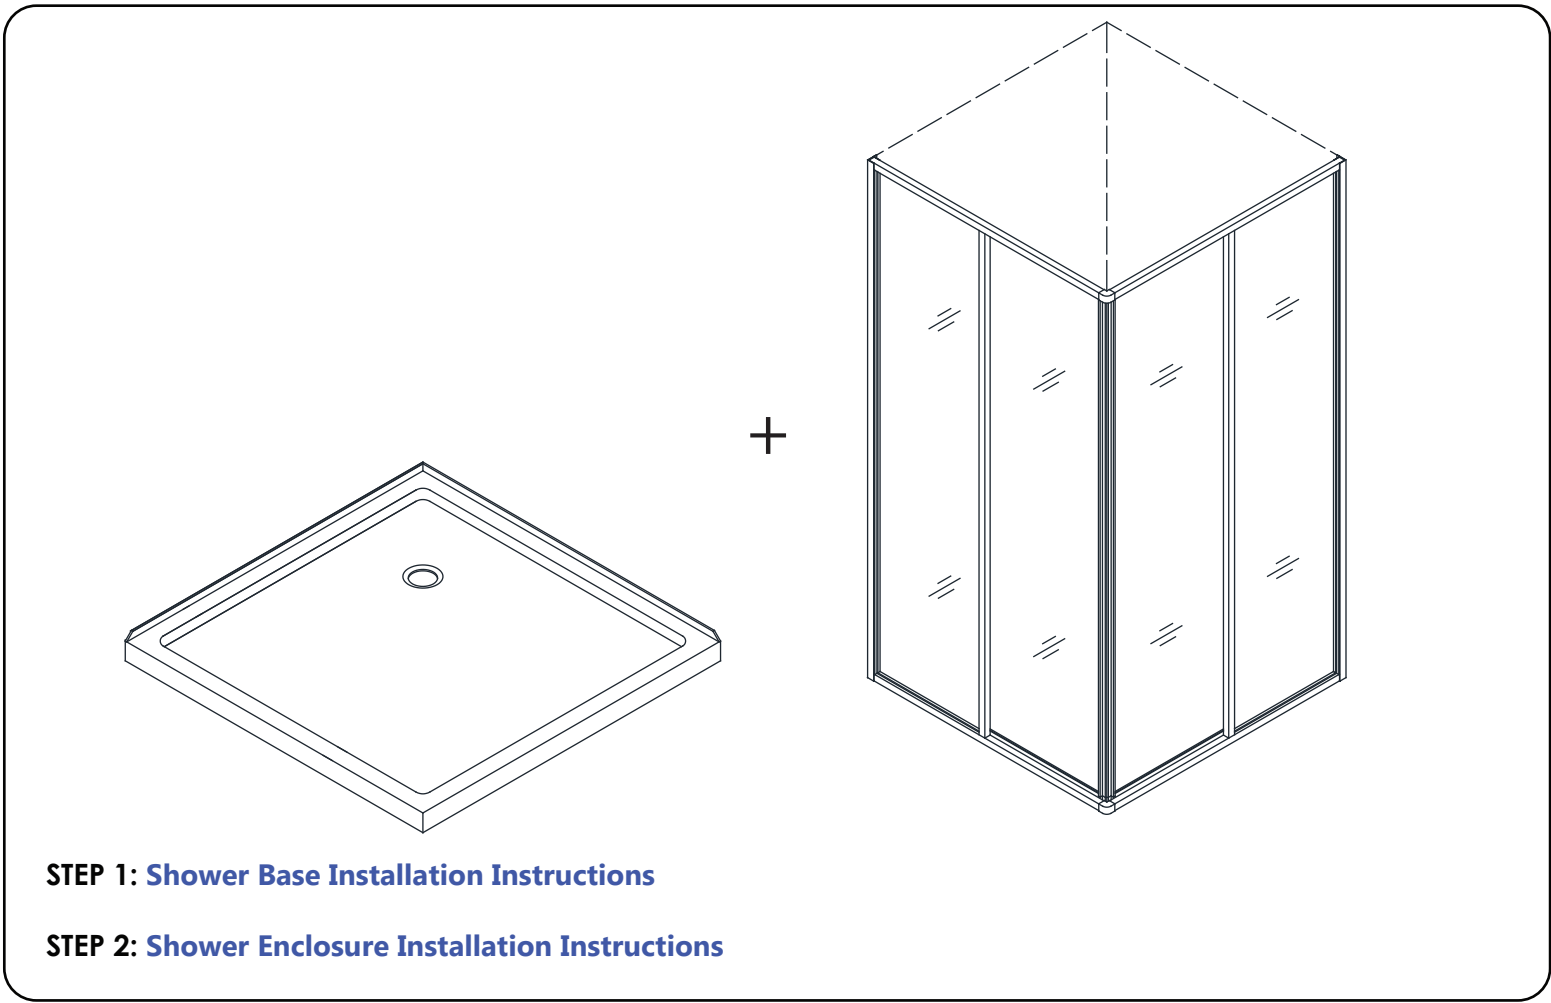 +
STEP 1: Shower Base Installation Instructions
STEP 2: Shower Enclosure Installation Instructions